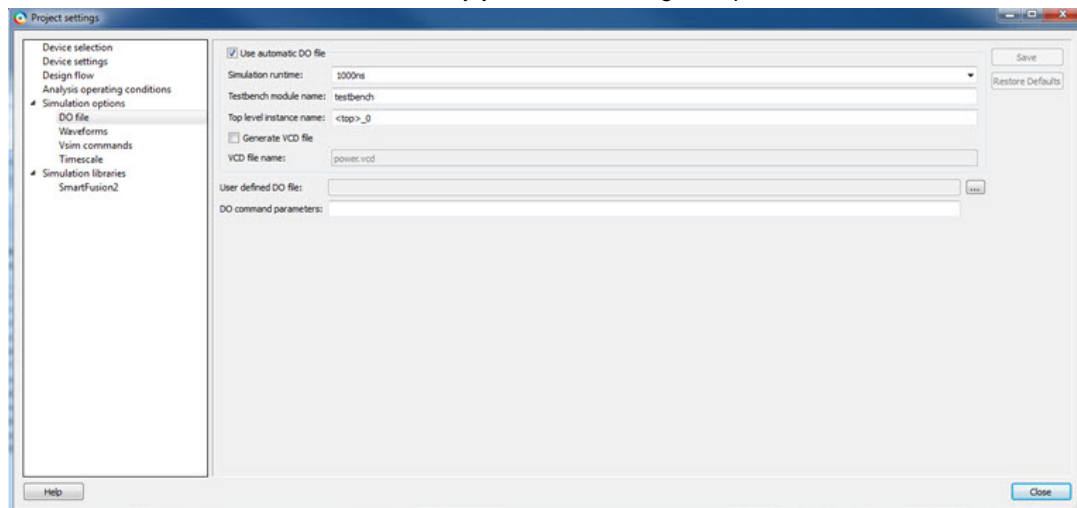 Project settings
Device selection
Device settings
Design flow
Analysis operating conditions
Simulation options
DO file
Waveforms
Vsim commands
Timescale
Simulation libraries
SmartFusion2
Use automatic DO file
Simulation runtime: 1000ns
Testbench module name: testbench
Top level instance name: <top>_0
Generate VCD file
VCD file name: power.vcd
User defined DO file: ...
DO command parameters:
Save
Restore Defaults
Help
Close